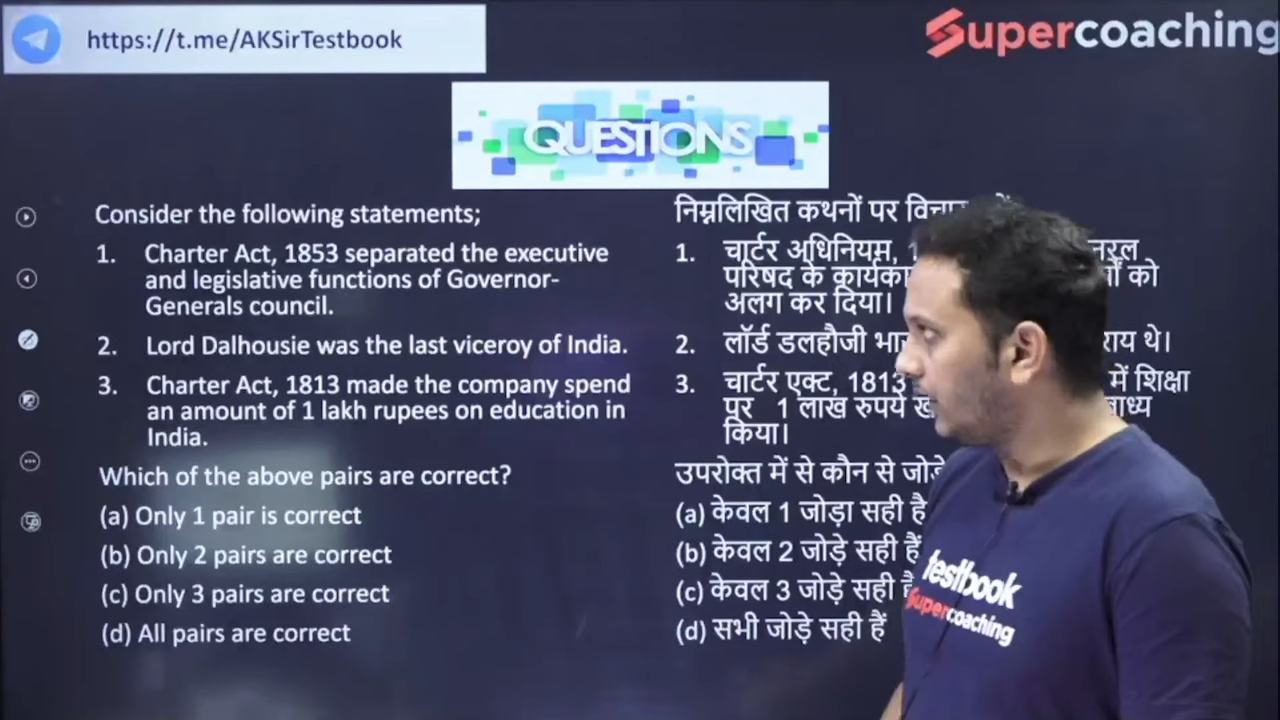 https://t.me/AKSirTestbook
Supercoaching
QUESTIONS
Consider the following statements;
1. Charter Act, 1853 separated the executive
and legislative functions of Governor-
Generals council.
2. Lord Dalhousie was the last viceroy of India.
3. Charter Act, 1813 made the company spend
an amount of 1 lakh rupees on education in
India.
Which of the above pairs are correct?
(a) Only 1 pair is correct
(b) Only 2 pairs are correct
(c) Only 3 pairs are correct
(d) All pairs are correct
निम्नलिखित कथनों पर
1. चार्टर अधिनियम,
परिषद के को
अलग कर दिया।
2. लॉर्ड डलहौजी थे।
3. चार्टर एक्ट, 1813 में शिक्षा
पर 1 लाख रुपये
किया।
उपरोक्त में से कौन से
(a) केवल 1 जोड़ा सही है
(b) केवल 2 जोड़े सही हैं
(c) केवल 3 जोड़े सही
(d) सभी जोड़े सही हैं
testbook
Supercoaching